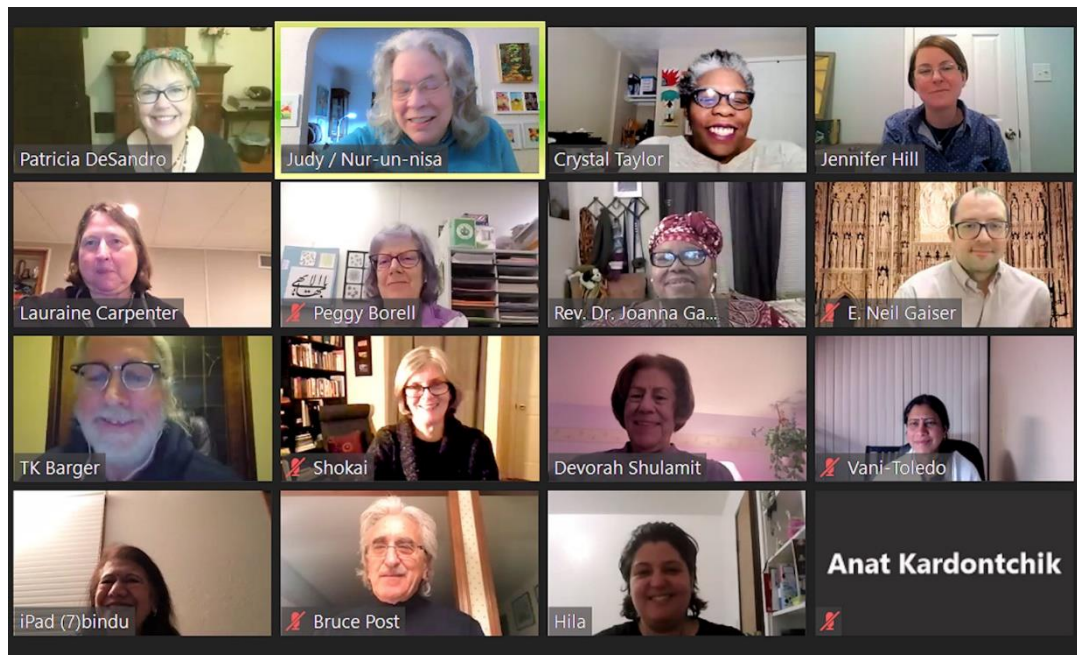 Patricia DeSandro
Judy / Nur-un-nisa
Crystal Taylor
Jennifer Hill
Lauraine Carpenter
Peggy Borell
Rev. Dr. Joanna Ga...
E. Neil Gaiser
TK Barger
Shokai
Devorah Shulamit
Vani-Toledo
iPad (7)bindu
Bruce Post
Hila
Anat Kardontchik